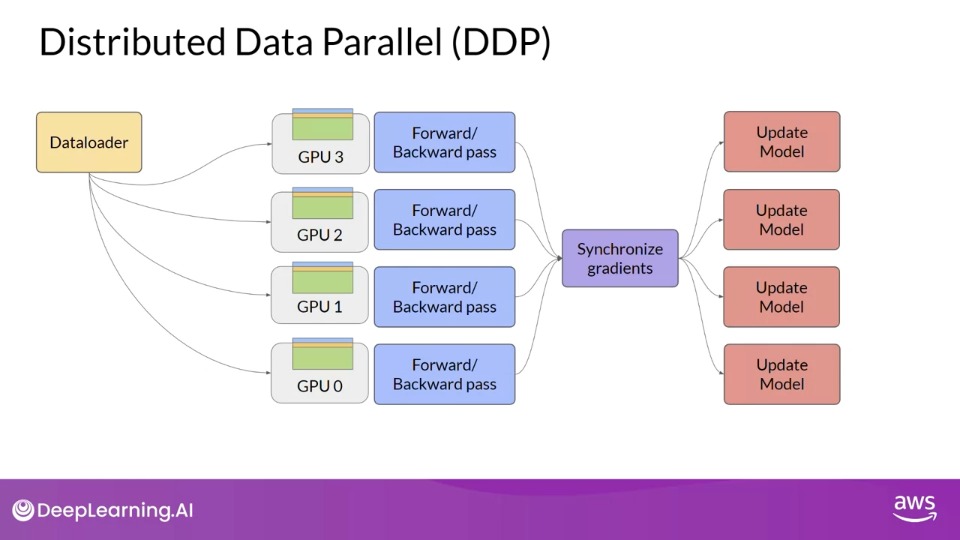 Distributed Data Parallel (DDP)
Dataloader
GPU 3
Forward/
Backward pass
Update
Model
GPU 2
Forward/
Backward pass
Update
Model
Synchronize
gradients
GPU 1
Forward/
Backward pass
Update
Model
GPU 0
Forward/
Backward pass
Update
Model
DeepLearning.AI
aws